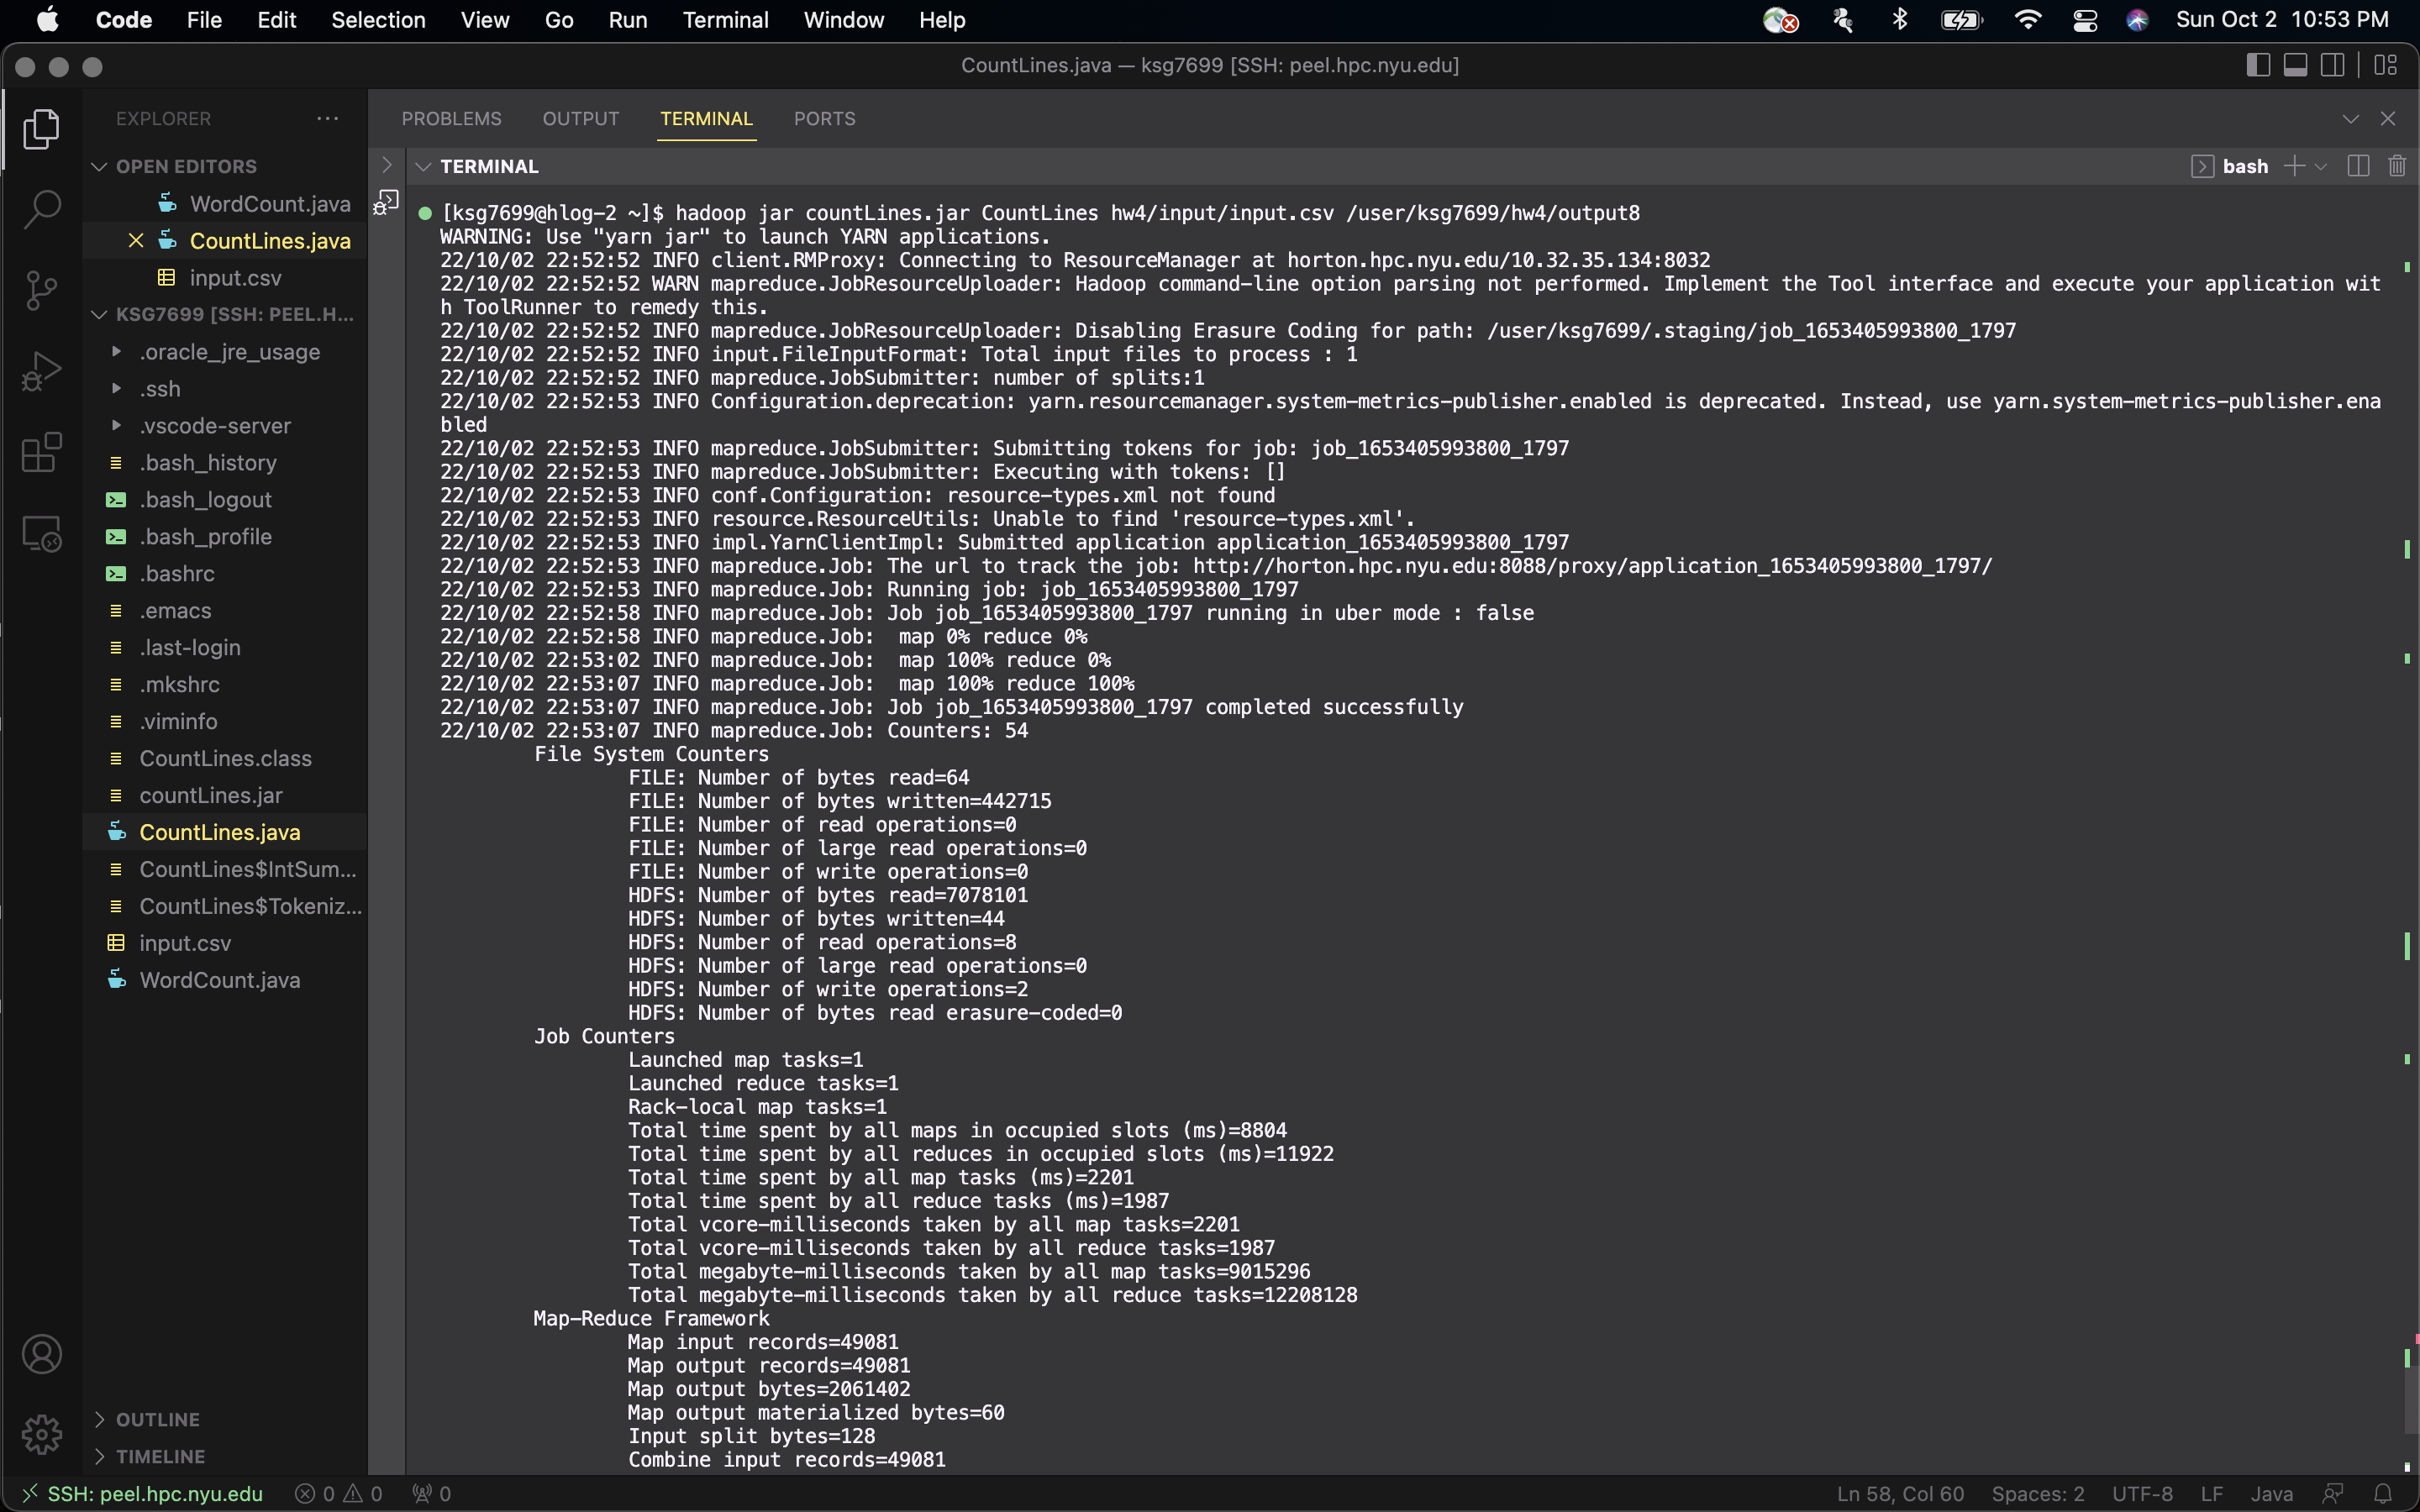 Code File Edit Selection View Go Run Terminal Window Help Sun Oct 2 10:53 PM
CountLines.java — ksg7699 [SSH: peel.hpc.nyu.edu]
EXPLORER
OPEN EDITORS
WordCount.java
CountLines.java
input.csv
KSG7699 [SSH: PEEL.H...
.oracle_jre_usage
.ssh
.vscode-server
.bash_history
.bash_logout
.bash_profile
.bashrc
.emacs
.last-login
.mkshrc
.viminfo
CountLines.class
countLines.jar
CountLines.java
CountLines$IntSum...
CountLines$Tokeniz...
input.csv
WordCount.java
OUTLINE
TIMELINE
PROBLEMS OUTPUT TERMINAL PORTS
TERMINAL bash
[ksg7699@hlog-2 ~]$ hadoop jar countLines.jar CountLines hw4/input/input.csv /user/ksg7699/hw4/output8
WARNING: Use "yarn jar" to launch YARN applications.
22/10/02 22:52:52 INFO client.RMProxy: Connecting to ResourceManager at horton.hpc.nyu.edu/10.32.35.134:8032
22/10/02 22:52:52 WARN mapreduce.JobResourceUploader: Hadoop command-line option parsing not performed. Implement the Tool interface and execute your application wit
h ToolRunner to remedy this.
22/10/02 22:52:52 INFO mapreduce.JobResourceUploader: Disabling Erasure Coding for path: /user/ksg7699/.staging/job_1653405993800_1797
22/10/02 22:52:52 INFO input.FileInputFormat: Total input files to process : 1
22/10/02 22:52:52 INFO mapreduce.JobSubmitter: number of splits:1
22/10/02 22:52:53 INFO Configuration.deprecation: yarn.resourcemanager.system-metrics-publisher.enabled is deprecated. Instead, use yarn.system-metrics-publisher.ena
bled
22/10/02 22:52:53 INFO mapreduce.JobSubmitter: Submitting tokens for job: job_1653405993800_1797
22/10/02 22:52:53 INFO mapreduce.JobSubmitter: Executing with tokens: []
22/10/02 22:52:53 INFO conf.Configuration: resource-types.xml not found
22/10/02 22:52:53 INFO resource.ResourceUtils: Unable to find 'resource-types.xml'.
22/10/02 22:52:53 INFO impl.YarnClientImpl: Submitted application application_1653405993800_1797
22/10/02 22:52:53 INFO mapreduce.Job: The url to track the job: http://horton.hpc.nyu.edu:8088/proxy/application_1653405993800_1797/
22/10/02 22:52:53 INFO mapreduce.Job: Running job: job_1653405993800_1797
22/10/02 22:52:58 INFO mapreduce.Job: Job job_1653405993800_1797 running in uber mode : false
22/10/02 22:52:58 INFO mapreduce.Job:  map 0% reduce 0%
22/10/02 22:53:02 INFO mapreduce.Job:  map 100% reduce 0%
22/10/02 22:53:07 INFO mapreduce.Job:  map 100% reduce 100%
22/10/02 22:53:07 INFO mapreduce.Job: Job job_1653405993800_1797 completed successfully
22/10/02 22:53:07 INFO mapreduce.Job: Counters: 54
File System Counters
FILE: Number of bytes read=64
FILE: Number of bytes written=442715
FILE: Number of read operations=0
FILE: Number of large read operations=0
FILE: Number of write operations=0
HDFS: Number of bytes read=7078101
HDFS: Number of bytes written=44
HDFS: Number of read operations=8
HDFS: Number of large read operations=0
HDFS: Number of write operations=2
HDFS: Number of bytes read erasure-coded=0
Job Counters
Launched map tasks=1
Launched reduce tasks=1
Rack-local map tasks=1
Total time spent by all maps in occupied slots (ms)=8804
Total time spent by all reduces in occupied slots (ms)=11922
Total time spent by all map tasks (ms)=2201
Total time spent by all reduce tasks (ms)=1987
Total vcore-milliseconds taken by all map tasks=2201
Total vcore-milliseconds taken by all reduce tasks=1987
Total megabyte-milliseconds taken by all map tasks=9015296
Total megabyte-milliseconds taken by all reduce tasks=12208128
Map-Reduce Framework
Map input records=49081
Map output records=49081
Map output bytes=2061402
Map output materialized bytes=60
Input split bytes=128
Combine input records=49081
SSH: peel.hpc.nyu.edu 0 0 0 Ln 58, Col 60 Spaces: 2 UTF-8 LF Java